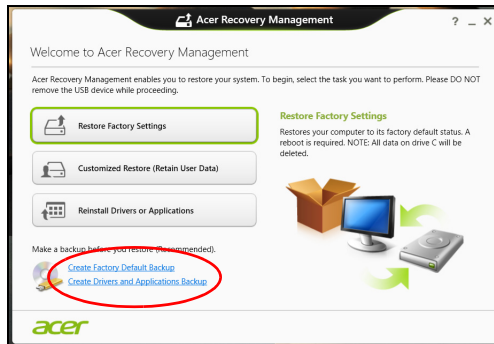 Acer Recovery Management
? _ X
Welcome to Acer Recovery Management
Acer Recovery Management enables you to restore your system. To begin, select the task you want to perform. Please DO NOT
remove the USB device while proceeding.
Restore Factory Settings
Customized Restore (Retain User Data)
Reinstall Drivers or Applications
Restore Factory Settings
Restores your computer to its factory default status. A
reboot is required. NOTE: All data on drive C will be
deleted.
Make a backup before you restore (Recommended).
Create Factory Default Backup
Create Drivers and Applications Backup
acer